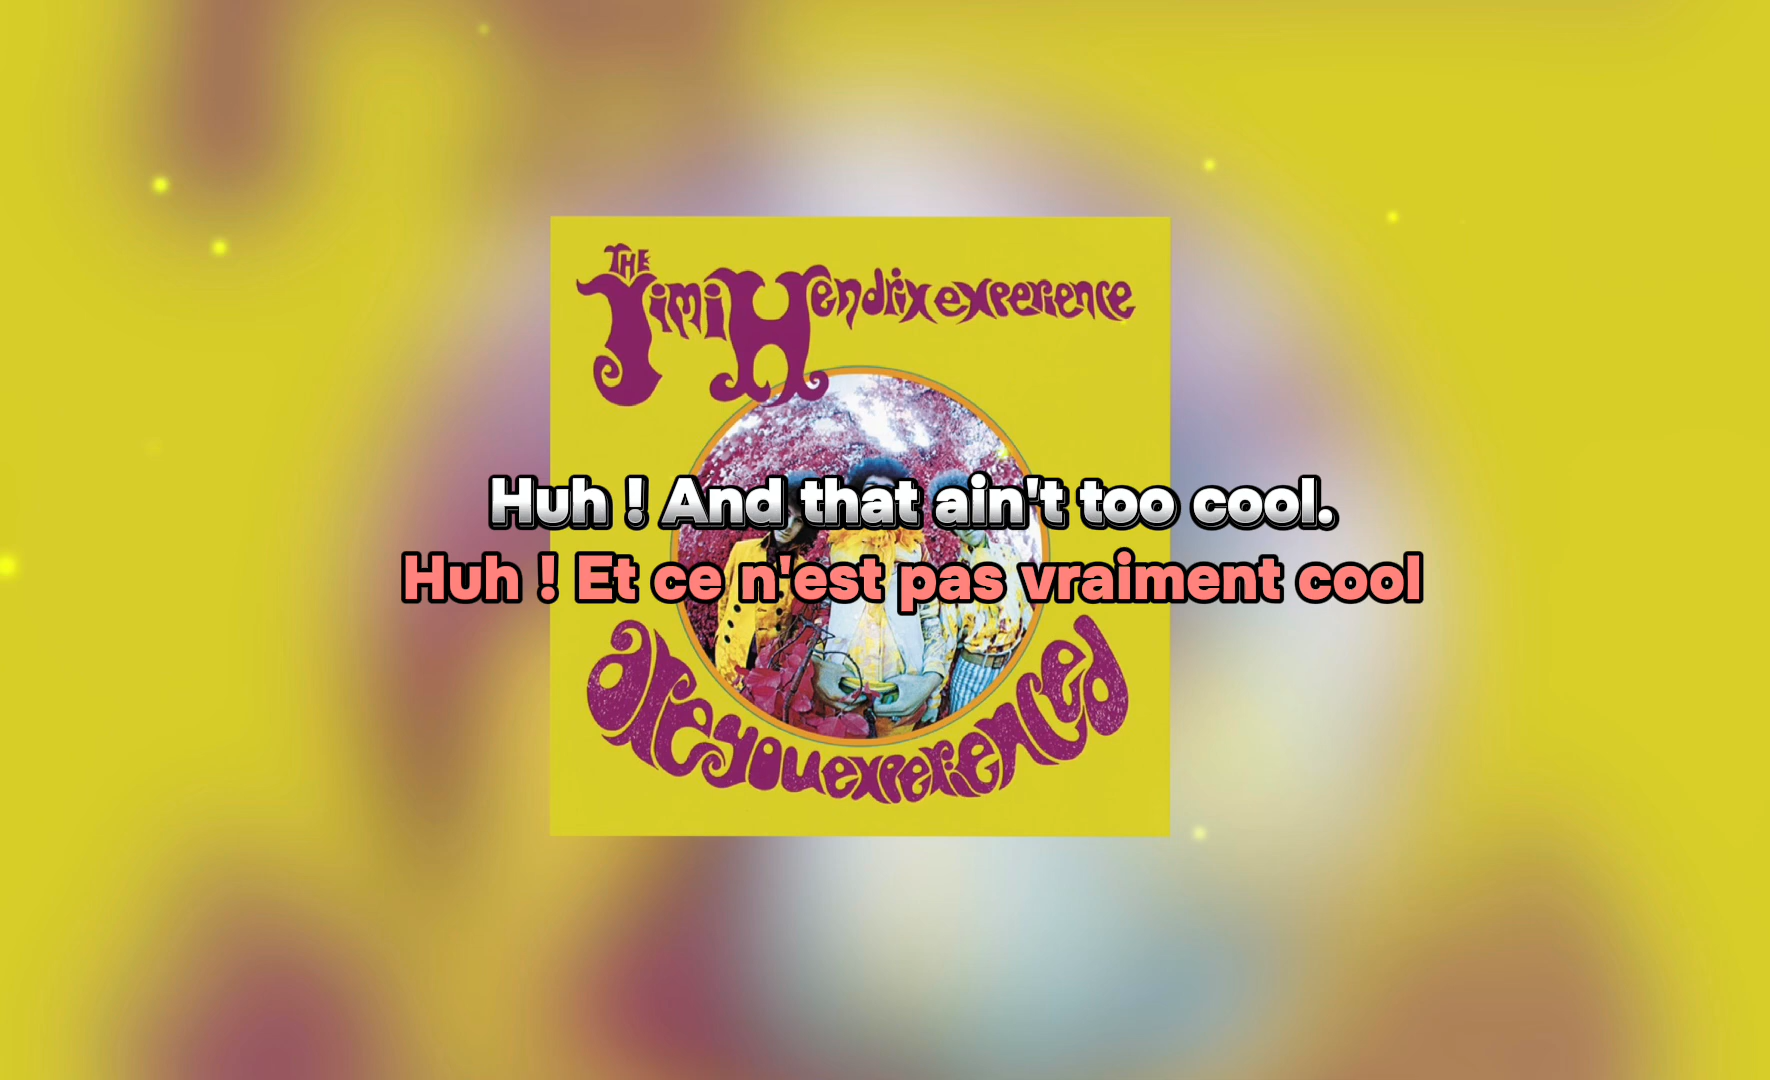 THE
Jimi Hendrix experience
Huh ! And that ain't too cool.
Huh ! Et ce n'est pas vraiment cool
are you experienced